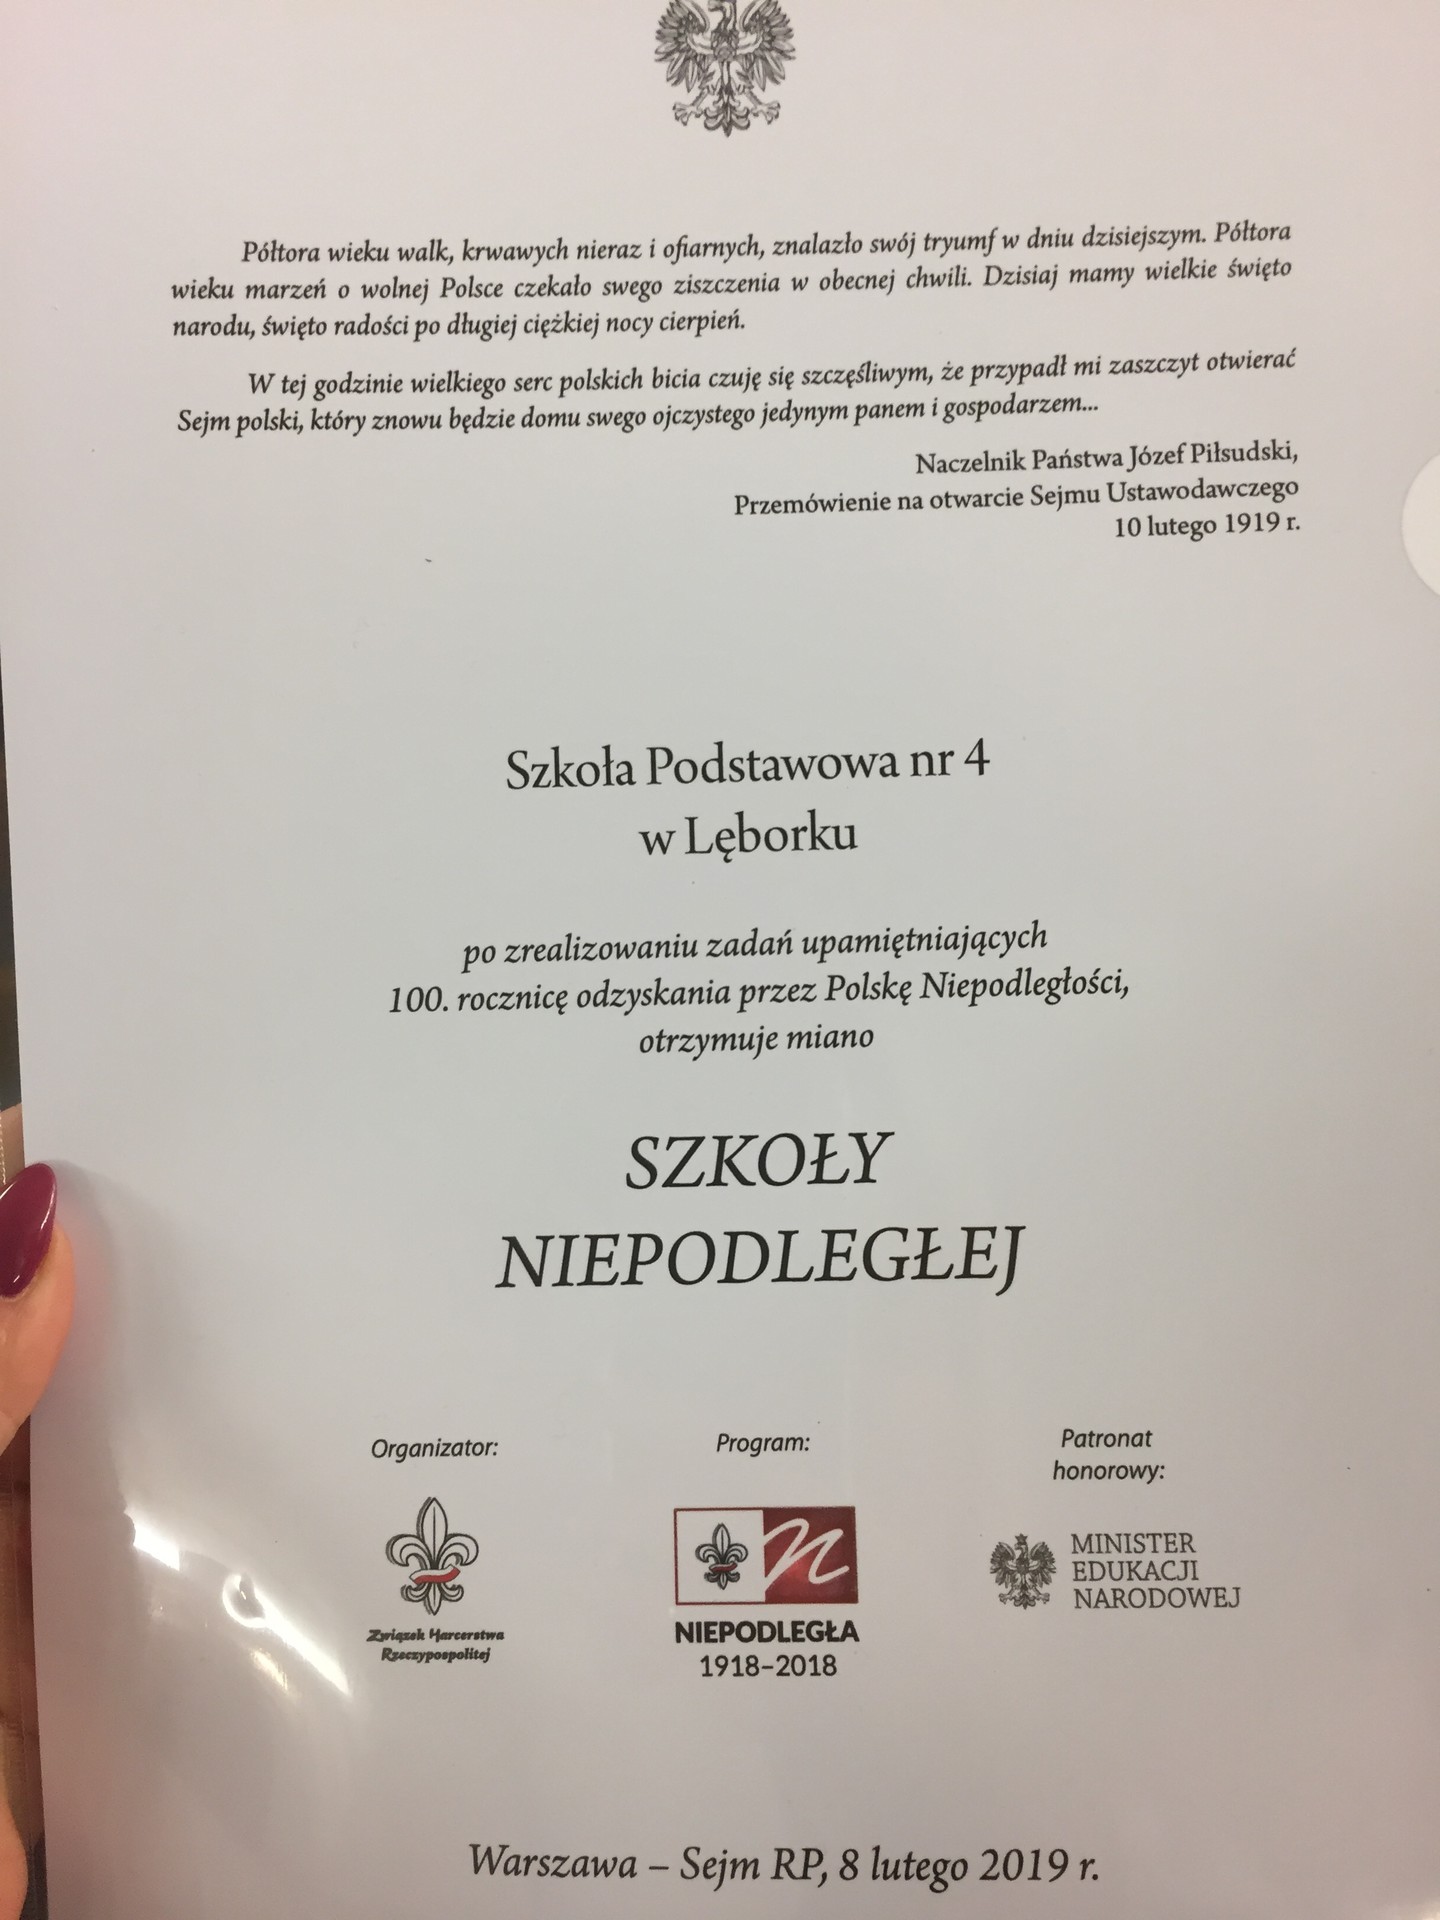 Półtora wieku walk, krwawych nieraz i ofiarnych, znalazło swój tryumf w dniu dzisiejszym. Półtora
wieku marzeń o wolnej Polsce czekało swego ziszczenia w obecnej chwili. Dzisiaj mamy wielkie święto
narodu, święto radości po długiej ciężkiej nocy cierpień.
W tej godzinie wielkiego serc polskich bicia czuję się szczęśliwym, że przypadł mi zaszczyt otwierać
Sejm polski, który znowu będzie domu swego ojczystego jedynym panem i gospodarzem...
Naczelnik Państwa Józef Piłsudski,
Przemówienie na otwarcie Sejmu Ustawodawczego
10 lutego 1919 r.
Szkoła Podstawowa nr 4
w Lęborku
po zrealizowaniu zadań upamiętniających
100. rocznicę odzyskania przez Polskę Niepodległości,
otrzymuje miano
SZKOŁY
NIEPODLEGŁEJ
Organizator:
Związek Harcerstwa
Rzeczypospolitej
Program:
n
NIEPODLEGŁA
1918–2018
Patronat
honorowy:
MINISTER
EDUKACJI
NARODOWEJ
Warszawa – Sejm RP, 8 lutego 2019 r.